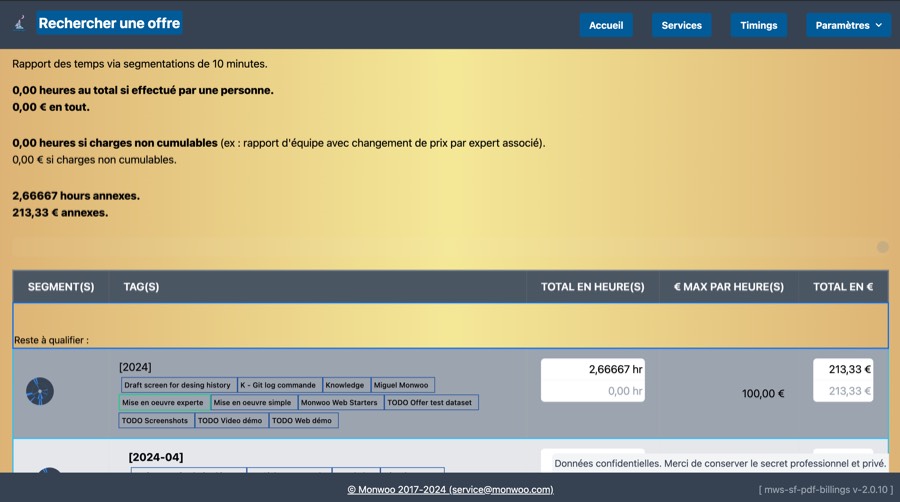 Rechercher une offre
Accueil Services Timings Paramètres
Rapport des temps via segmentations de 10 minutes.
0,00 heures au total si effectué par une personne.
0,00 € en tout.
0,00 heures si charges non cumulables (ex : rapport d'équipe avec changement de prix par expert associé).
0,00 € si charges non cumulables.
2,66667 hours annexes.
213,33 € annexes.
SEGMENT(S) TAG(S) TOTAL EN HEURE(S) € MAX PAR HEURE(S) TOTAL EN €
Reste à qualifier :
[2024]
Draft screen for desing history K - Git log commande Knowledge Miguel Monwoo
Mise en oeuvre experte Mise en oeuvre simple Monwoo Web Starters TODO Offer test dataset
TODO Screenshots TODO Video démo TODO Web démo
2,66667 hr
0,00 hr
100,00 €
213,33 €
213,33 €
[2024-04]
Données confidentielles. Merci de conserver le secret professionnel et privé.
© Monwoo 2017-2024 (service@monwoo.com)
[ mws-sf-pdf-billings v-2.0.10 ]